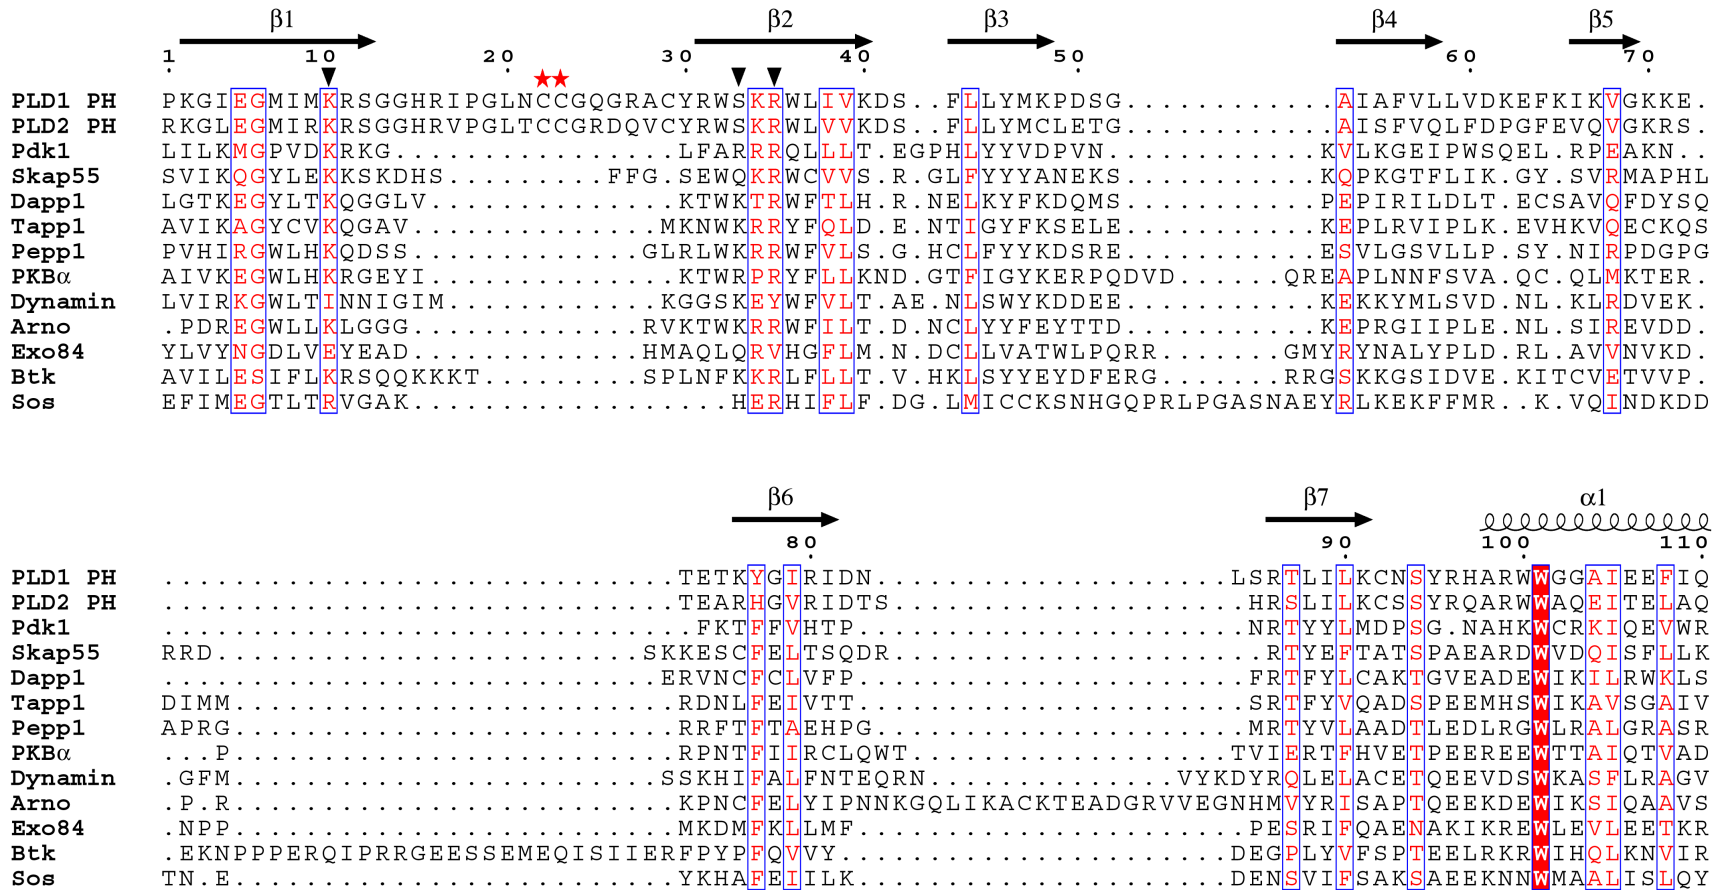 β1 β2 β3 β4 β5
1 10 20 30 40 50 60 70
PLD1 PH PKGIEGMIMKRSGGHRIPGLNCCGQGRACYRWSKRWLIVKDS..FLLYMKPDSG............AIAFVLLVDKEFKIKVGKKE.
PLD2 PH RKGLEGMIRKRSGGHRVPGLTCCGRDQVCYRWSKRWLVVKDS..FLLYMCLETG............AISFVQLFDPGFEVQVGKRS.
Pdk1 LILKMGPVDKRKG................LFARRRQLLLT.EGPHLYYVDPVN............KVLKGEIPWSQEL.RPEAKN..
Skap55 SVIKQGYLEKKSKDHS.........FFG.SEWQKRWCVVS.R.GLFYYYANEKS...........KQPKGTFLIK.GY.SVRMAPHL
Dapp1 LGTKEGYLTKQGGLV..............KTWKTRWFTLH.R.NELKYFKDQMS...........PEPIRILDLT.ECSAVQFDYSQ
Tapp1 AVIKAGYCVKQGAV..............MKNWKRRYFQLD.E.NTIGYFKSELE...........KEPLRVIPLK.EVHKVQECKQS
Pepp1 PVHIRGWLHKQDSS.............GLRLWKRRWFVLS.G.HCLFYYKDSRE...........ESVLGSVLLP.SY.NIRPDGPG
PKBα AIVKEGWLHKRGEYI..............KTWRPRYFLLKND.GTFIGYKERPQDVD......QREAPLNNFSVA.QC.QLMKTER.
Dynamin LVIRKGWLTINNIGIM............KGGSKEYWFVLT.AE.NLSWYKDDEE...........KEKKYMLSVD.NL.KLRDVEK.
Arno .PDREGWLLKLGGG.............RVKTWKRRWFILT.D.NCLYYFEYTTD...........KEPRGIIPLE.NL.SIREVDD.
Exo84 YLVYNGDLVEYEAD.............HMAQLQRVHGFLM.N.DCLLVATWLPQRR.......GMYRYNALYPLD.RL.AVVNVKD.
Btk AVILESIFLKRSQQKKKT.........SPLNFKKRLFLLT.V.HKLSYYEYDFERG.......RRGSKKGSIDVE.KITCVETVVP.
Sos EFIMEGTLTRVGAK..................HERHIFLF.DG.LMICCKSNHGQPRLPGASNAEYRLKEKFFMR..K.VQINDKDD
β6 β7 α1
80 90 100 110
PLD1 PH .............................TETKYGIRIDN....................LSRTLILKCNSYRHARWWGGAIEEFIQ
PLD2 PH .............................TEARHGVRIDTS....................HRSLILKCSSYRQARWWAQEITELAQ
Pdk1 ..............................FKTFFVHTP......................NRTYYLMDPSG.NAHKWCRKIQEVWR
Skap55 RRD........................SKKESCFELTSQDR.....................RTYEFTATSPAEARDWVDQISFLLK
Dapp1 ............................ERVNCFCLVFP......................FRTFYLCAKTGVEADEWIKILRWKLS
Tapp1 DIMM.........................RDNLFEIVTT......................SRTFYVQADSPEEMHSWIKAVSGAIV
Pepp1 APRG.........................RRFTFTAEHPG.....................MRTYVLAADTLEDLRGWLRALGRASR
PKBα ...P.........................RPNTFIIRCLQWT..................TVIERTFHVETPEEREEWTTAIQTVAD
Dynamin .GFM........................SSKHIFALFNTEQRN..............VYKDYRQLELACETQEEVDSWKASFLRAGV
Arno .P.R.........................KPNCFELYIPNNKGQLIKACKTEADGRVVEGNHMVYRISAPTQEEKDEWIKSIQAAVS
Exo84 .NPP.........................MKDMFKLLMF......................PESRIFQAENAKIKREWLEVLEETKR
Btk .EKNPPPERQIPRRGEESSEMEQISIIERFPYPFQVVY.....................DEGPLYVFSPTEELRKRWIHQLKNVIR
Sos TN.E.........................YKHAFEIILK.....................DENSVIFSAKSAEEKNNWMAALISLQY